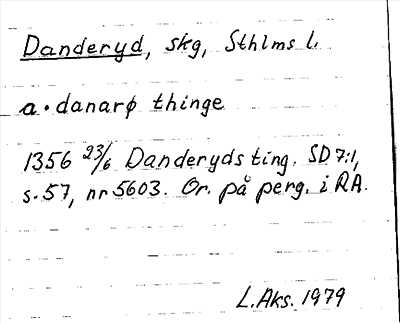 Danderyd, skg, Sthlms l.
a • danarø thinge
1356 23/6 Danderyds ting. SD 7:1,
s. 57, nr 5603. Or. på perg. i RA.
L. Aks. 1979